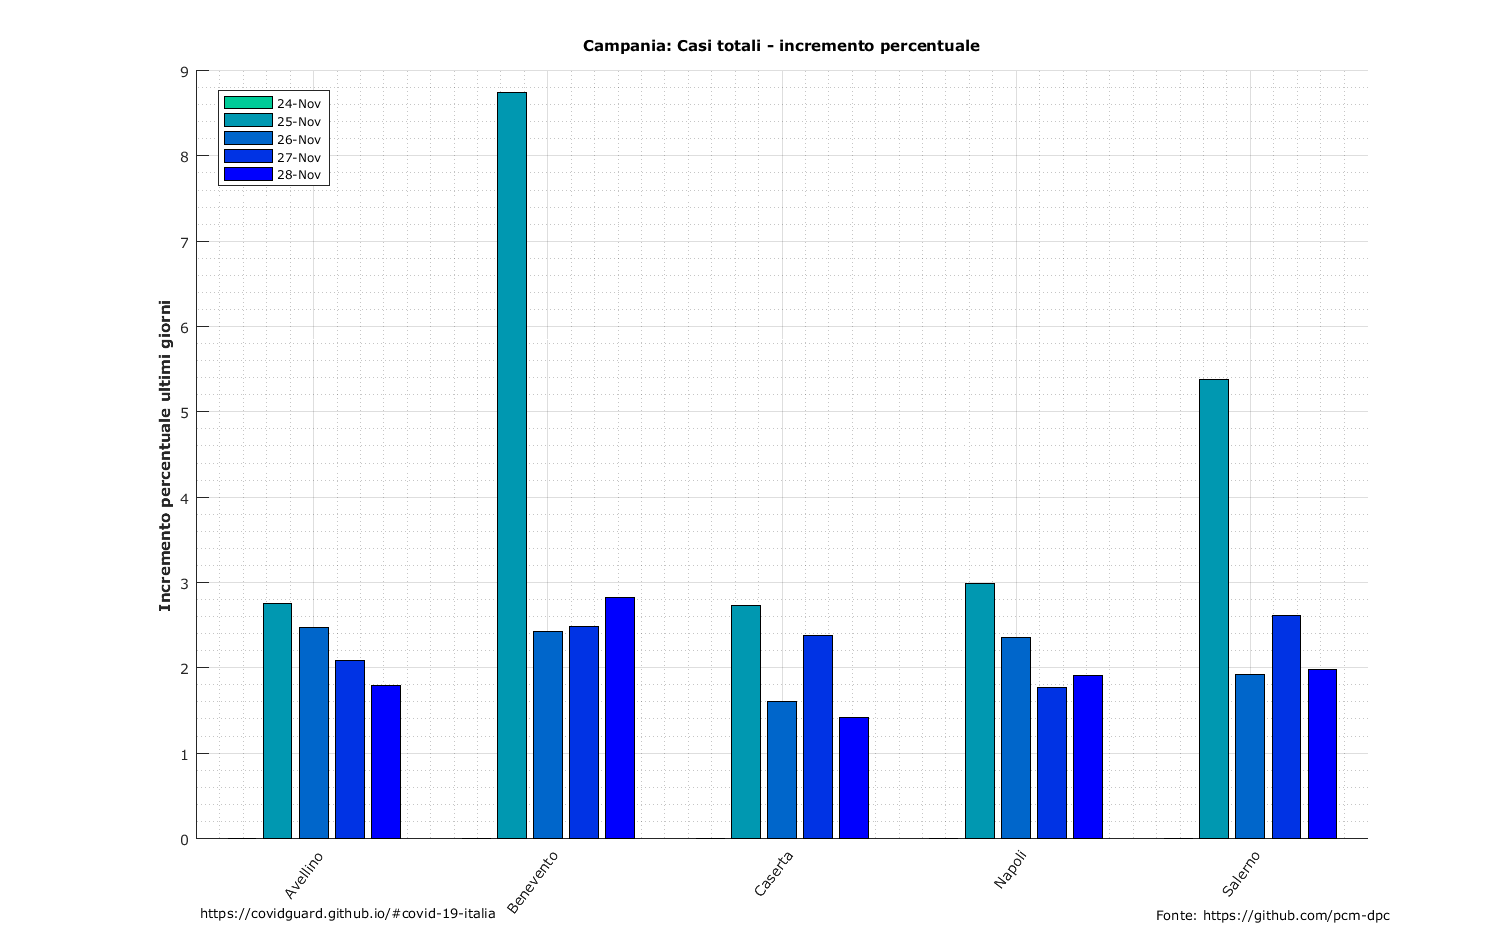 Campania: Casi totali - incremento percentuale
Incremento percentuale ultimi giorni
9
8
7
6
5
4
3
2
1
0
24-Nov
25-Nov
26-Nov
27-Nov
28-Nov
Avellino
Benevento
Caserta
Napoli
Salerno
https://covidguard.github.io/#covid-19-italia
Fonte: https://github.com/pcm-dpc